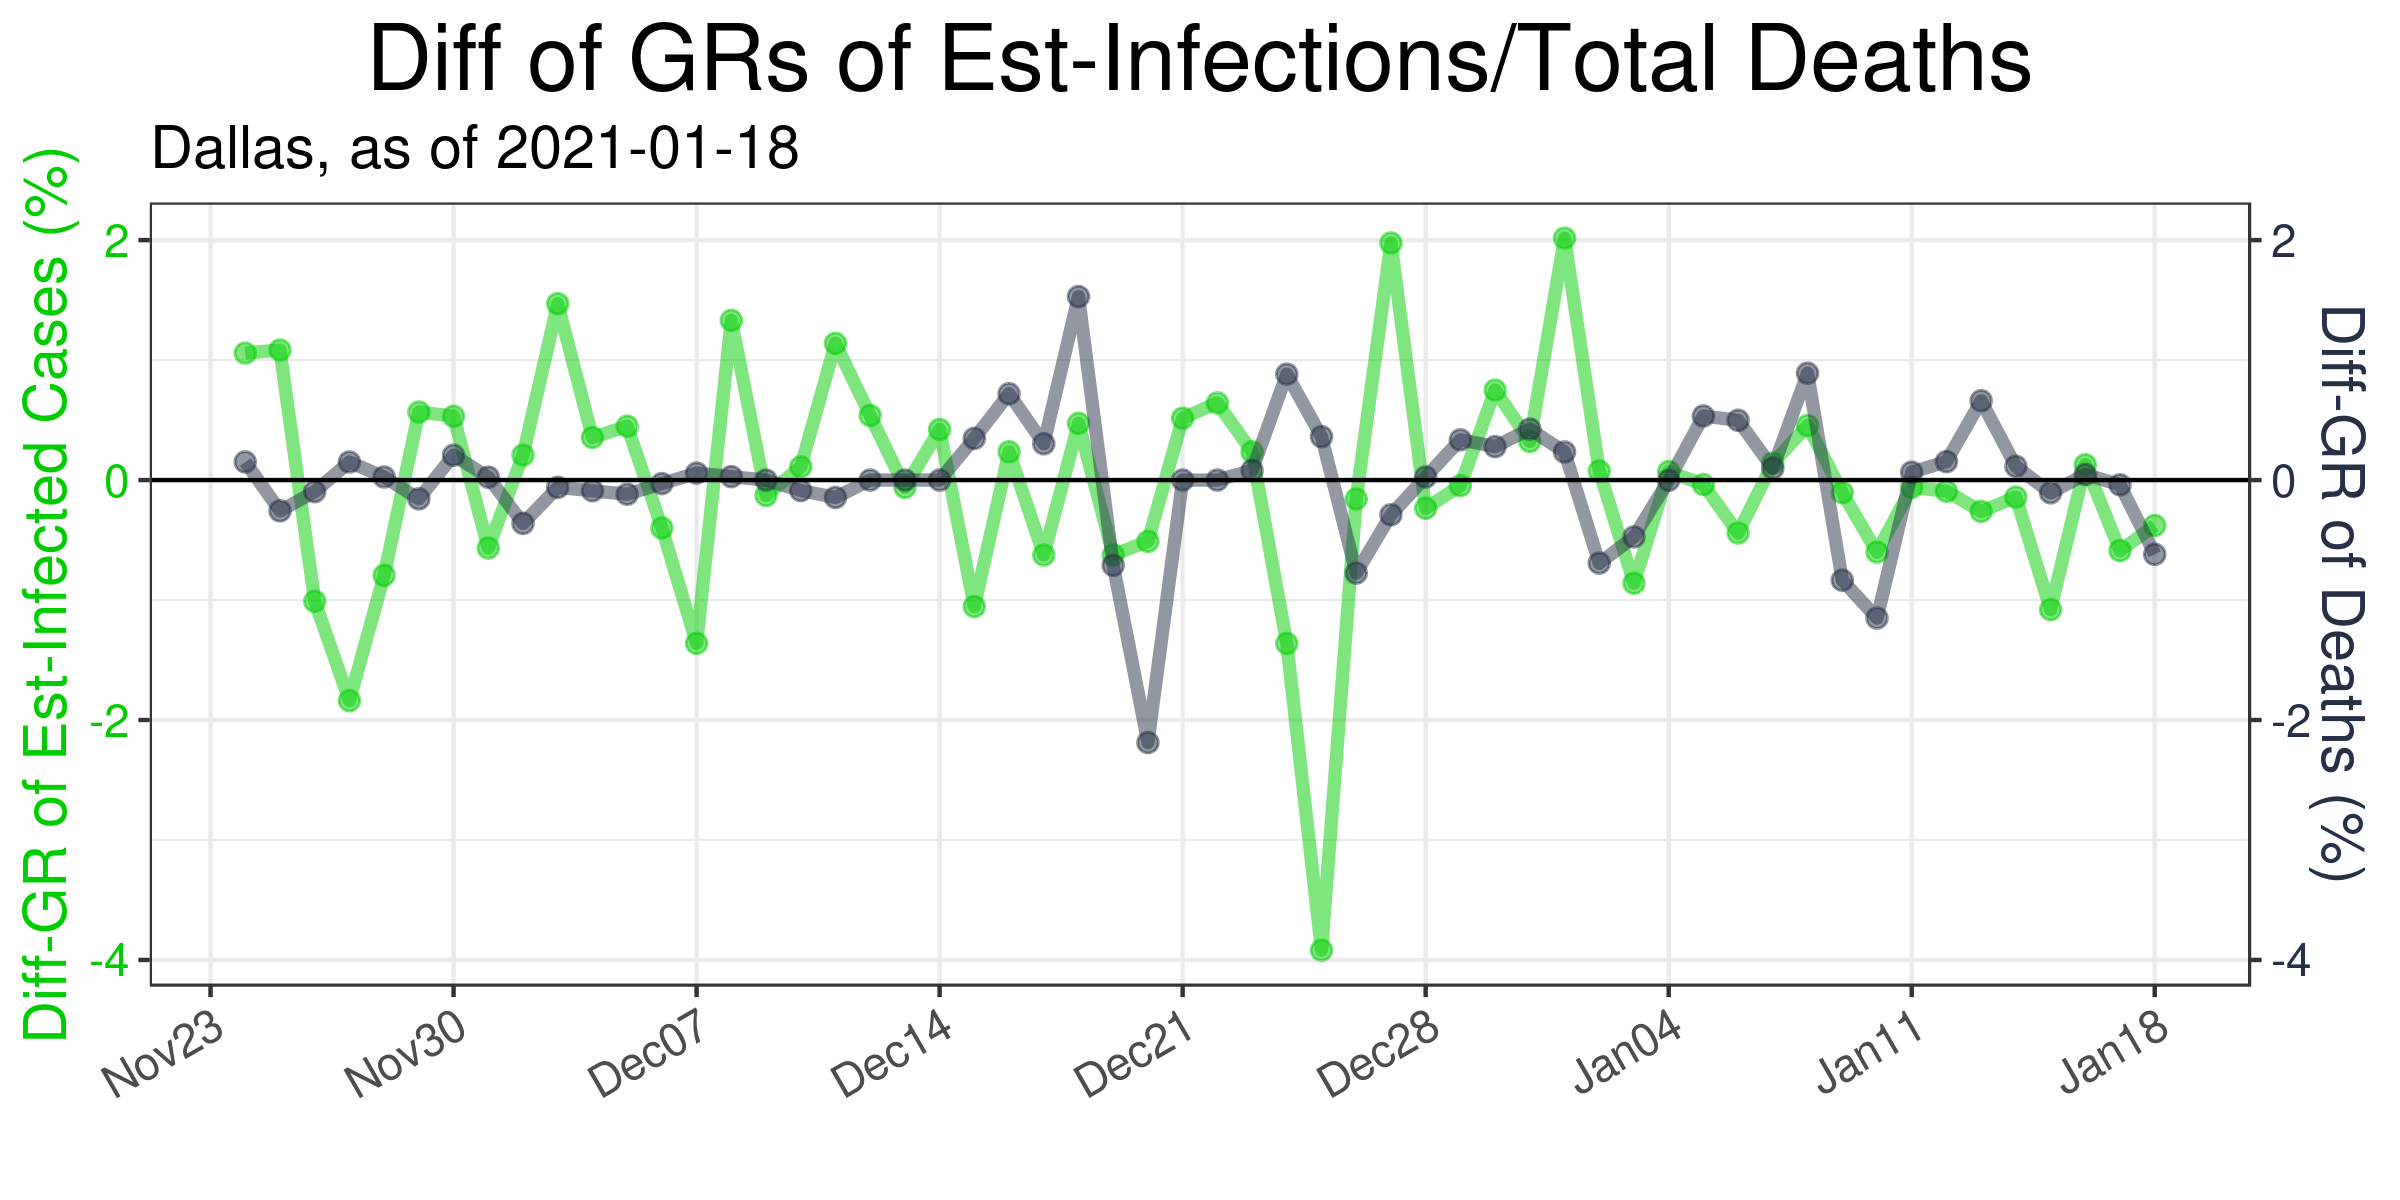 Diff of GRs of Est-Infections/Total Deaths
Dallas, as of 2021-01-18
Diff-GR of Est-Infected Cases (%)
2
0
-2
-4
2
0
-2
-4
Diff-GR of Deaths (%)
Nov23
Nov30
Dec07
Dec14
Dec21
Dec28
Jan04
Jan11
Jan18